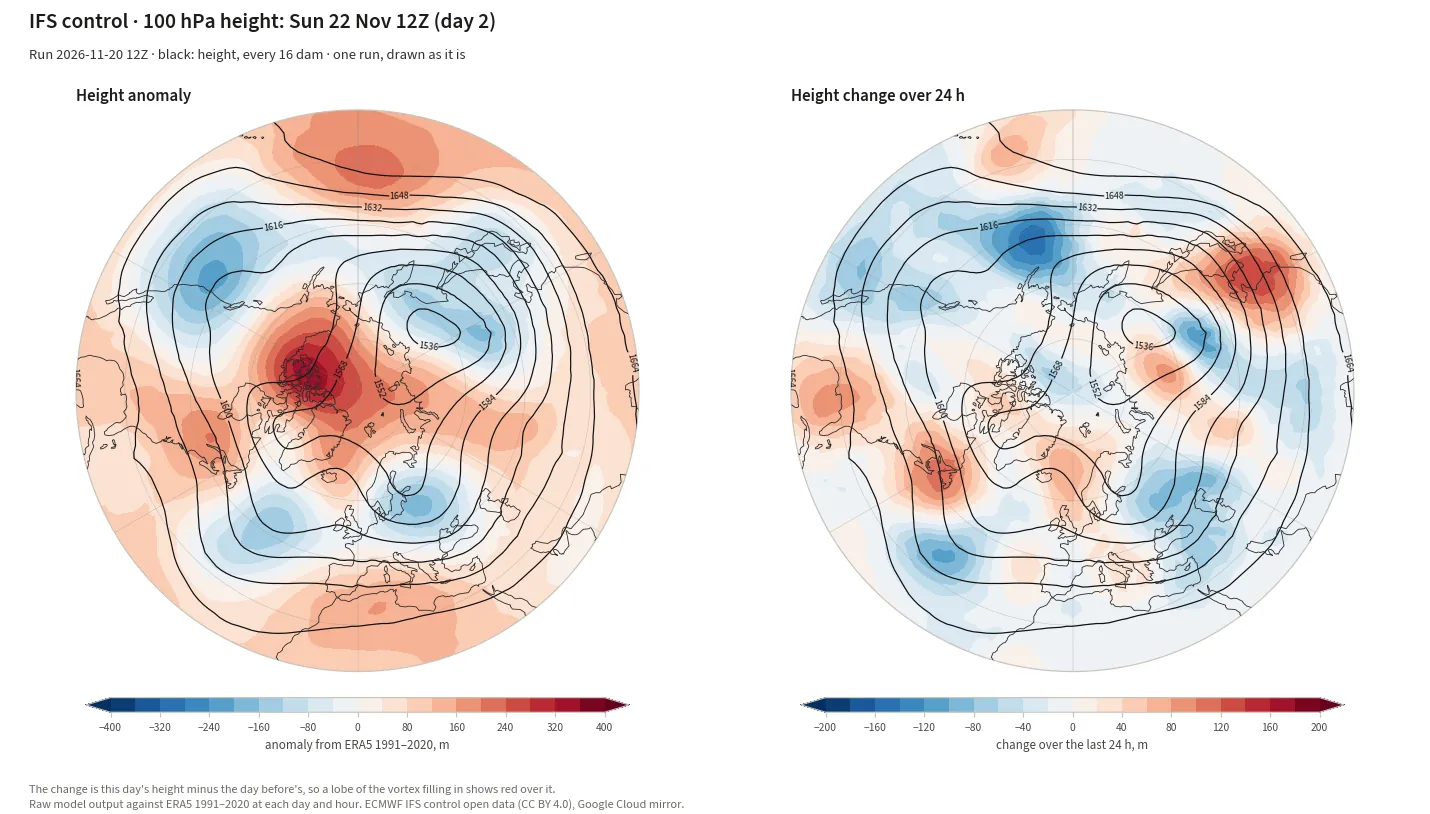 IFS control · 100 hPa height: Sun 22 Nov 12Z (day 2)
Run 2026-11-20 12Z · black: height, every 16 dam · one run, drawn as it is
Height anomaly
Height change over 24 h
1648
1632
1616
1536
1568
1552
1584
1600
1664
1664
1648
1632
1616
1536
1568
1552
1584
1600
1664
1664
−400 −320 −240 −160 −80 0 80 160 240 320 400
anomaly from ERA5 1991–2020, m
−200 −160 −120 −80 −40 0 40 80 120 160 200
change over the last 24 h, m
The change is this day's height minus the day before's, so a lobe of the vortex filling in shows red over it.
Raw model output against ERA5 1991–2020 at each day and hour. ECMWF IFS control open data (CC BY 4.0), Google Cloud mirror.